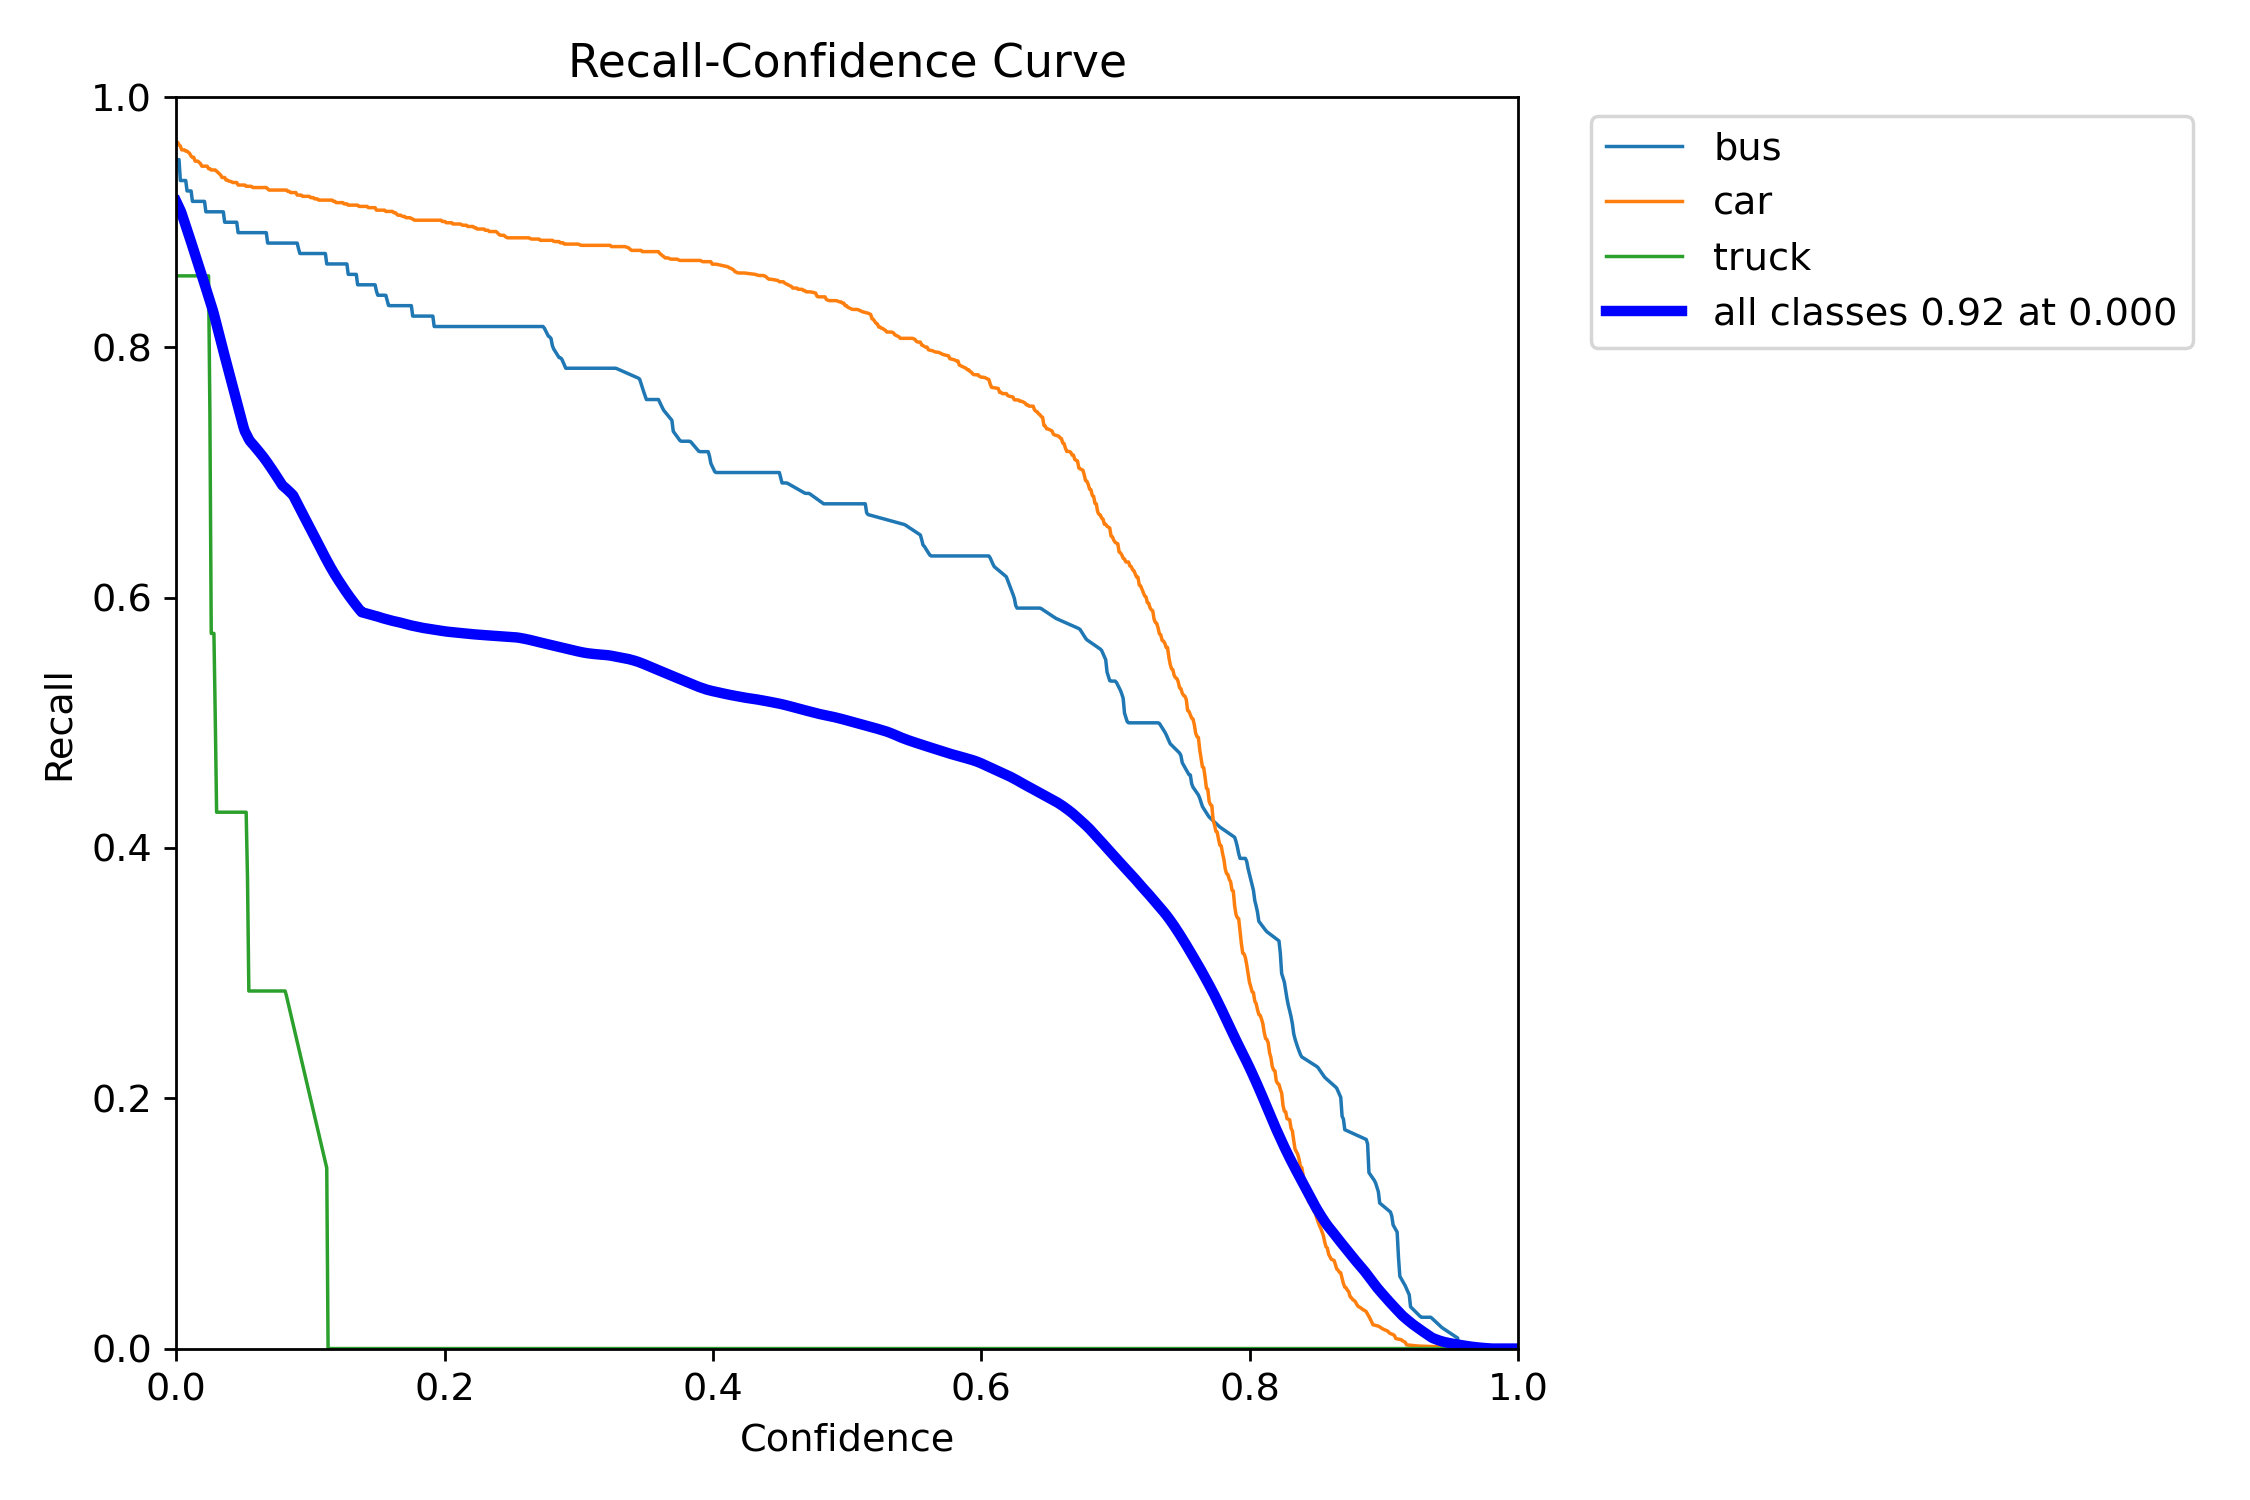 Recall-Confidence Curve
1.0
0.8
0.6
0.4
0.2
0.0
Recall
0.0 0.2 0.4 0.6 0.8 1.0
Confidence
bus
car
truck
all classes 0.92 at 0.000